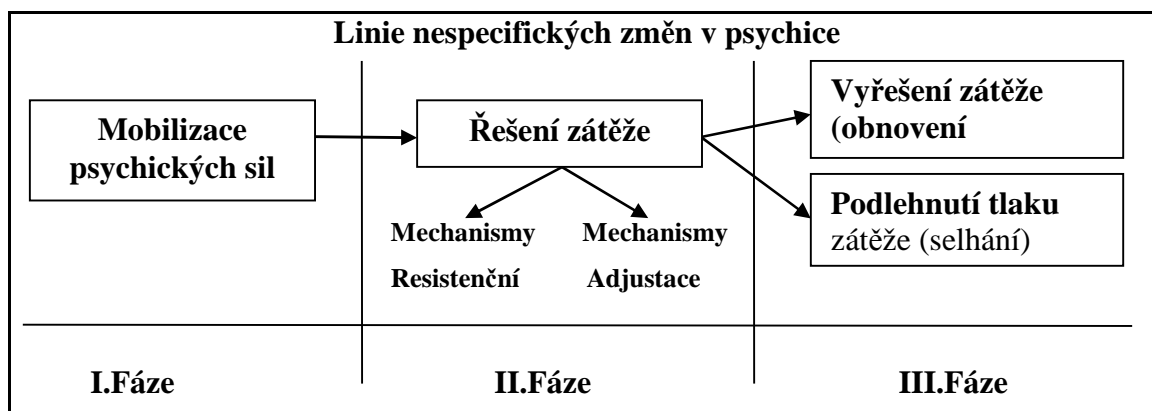 Linie nespecifických změn v psychice
Mobilizace
psychických sil
Řešení zátěže
Mechanismy
Resistenční
Mechanismy
Adjustace
Vyřešení zátěže
(obnovení
Podlehnutí tlaku
zátěže (selhání)
I.Fáze
II.Fáze
III.Fáze